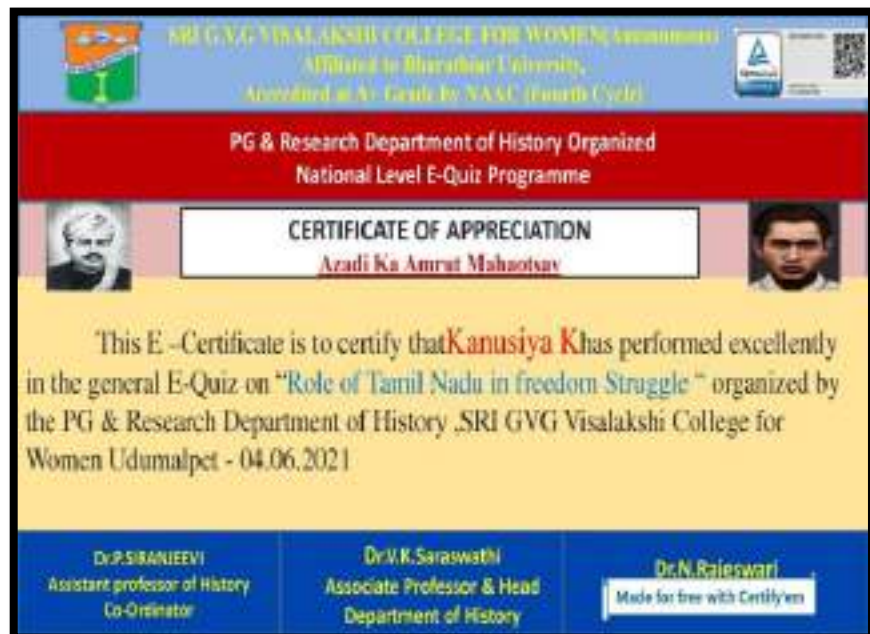 SRI G.V.G VISALAKSHI COLLEGE FOR WOMEN(Autonomous)
Affiliated to Bharathiar University,
Accredited at A+ Grade by NAAC (Fourth Cycle)
PG & Research Department of History Organized
National Level E-Quiz Programme
CERTIFICATE OF APPRECIATION
Azadi Ka Amrut Mahaotsav
This E –Certificate is to certify thatKanusiya Khas performed excellently
in the general E-Quiz on “Role of Tamil Nadu in freedom Struggle “ organized by
the PG & Research Department of History ,SRI GVG Visalakshi College for
Women Udumalpet - 04.06.2021
Dr.P.SIRANJEEVI
Assistant professor of History
Co-Ordinator
Dr.V.K.Saraswathi
Associate Professor & Head
Department of History
Dr.N.Rajeswari
Made for free with Certify'em